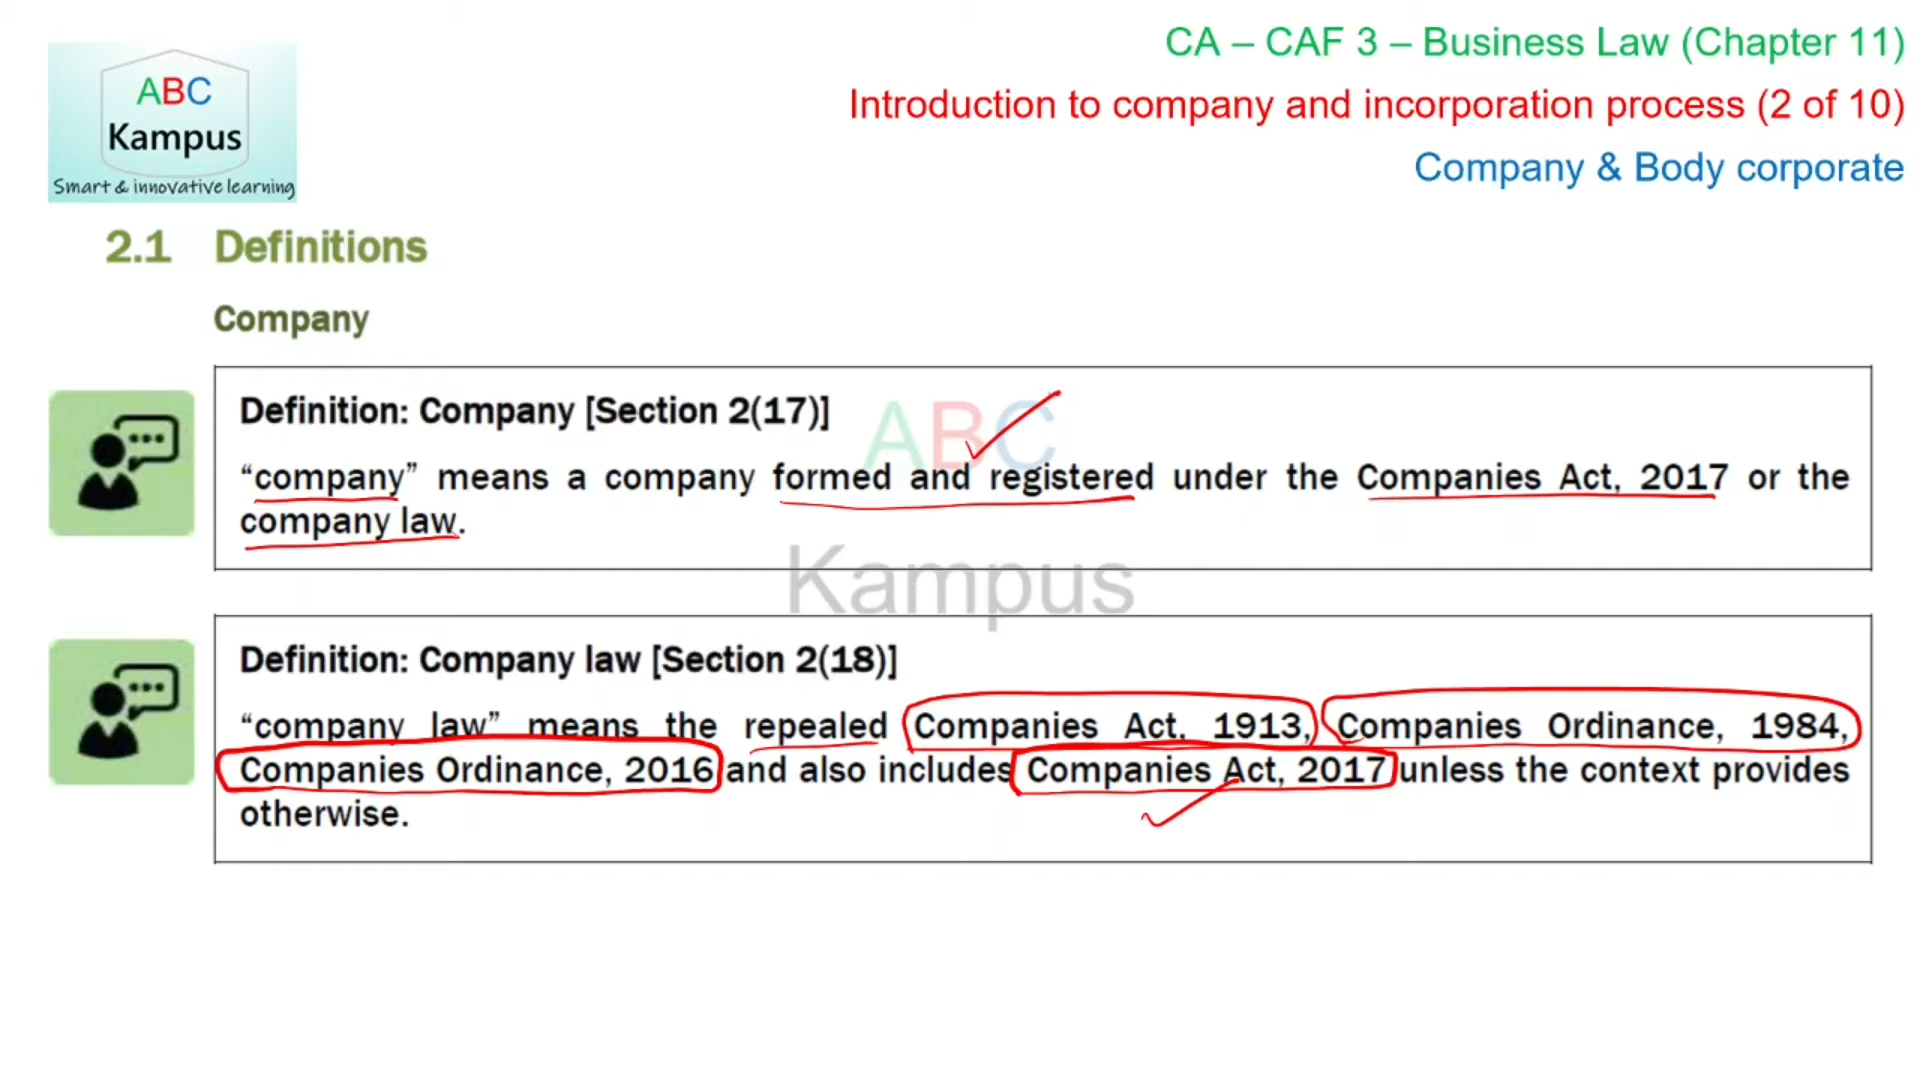 CA – CAF 3 – Business Law (Chapter 11)
ABC
Kampus
Smart & innovative learning
Introduction to company and incorporation process (2 of 10)
Company & Body corporate
2.1 Definitions
Company
Definition: Company [Section 2(17)]
“company” means a company formed and registered under the Companies Act, 2017 or the
company law.
ABC
Kampus
Definition: Company law [Section 2(18)]
“company law” means the repealed Companies Act, 1913, Companies Ordinance, 1984,
Companies Ordinance, 2016 and also includes Companies Act, 2017 unless the context provides
otherwise.